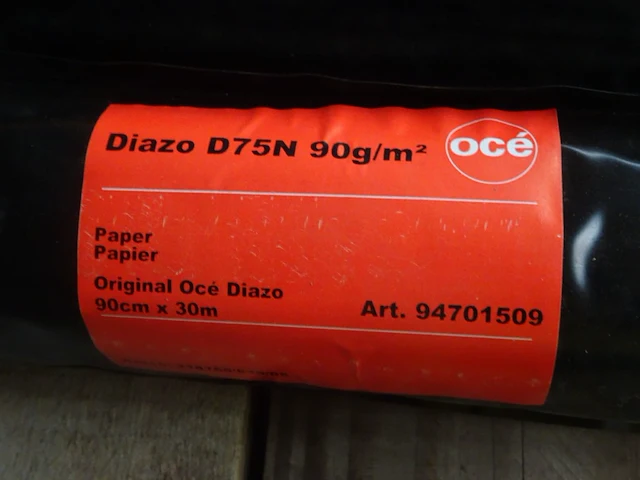 Diazo D75N 90g/m²
océ
Paper
Papier
Original Océ Diazo
90cm x 30m
Art. 94701509